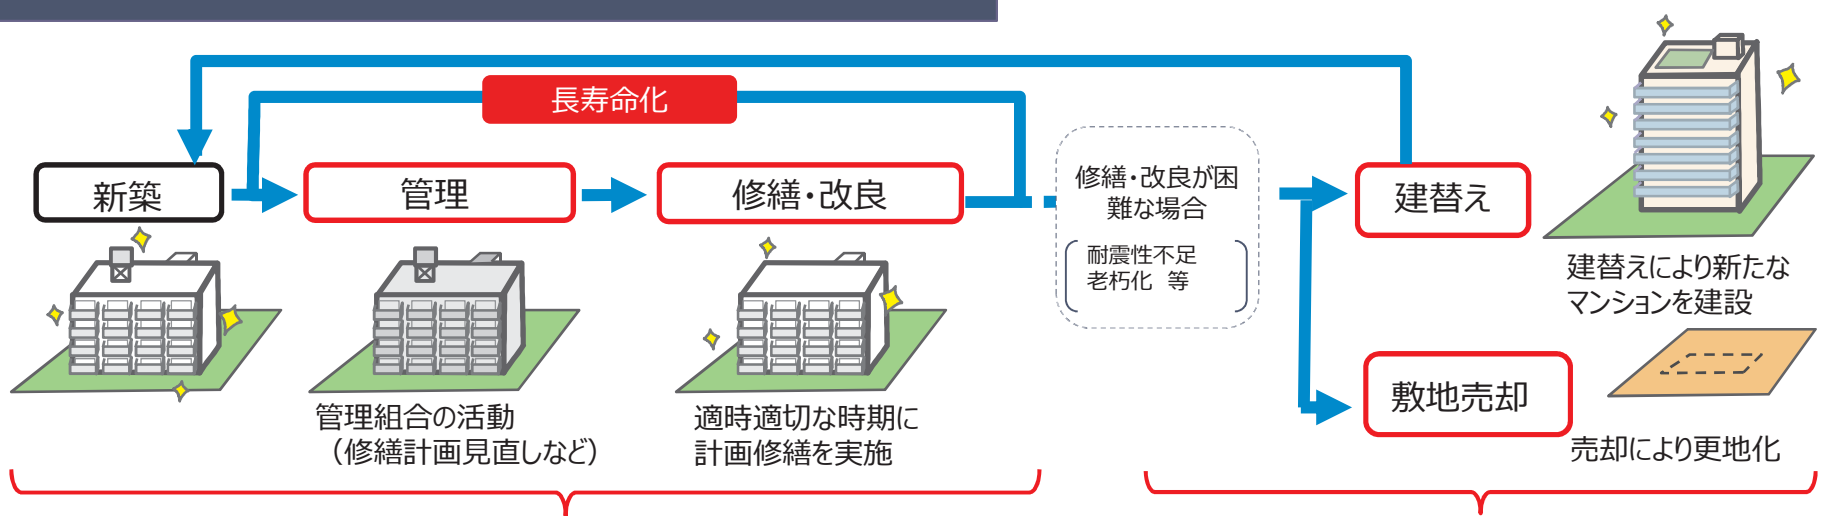 長寿命化
新築
管理
修繕・改良
修繕・改良が困
難な場合
耐震性不足
老朽化 等
建替え
建替えにより新たな
マンションを建設
敷地売却
売却により更地化
管理組合の活動
（修繕計画見直しなど）
適時適切な時期に
計画修繕を実施